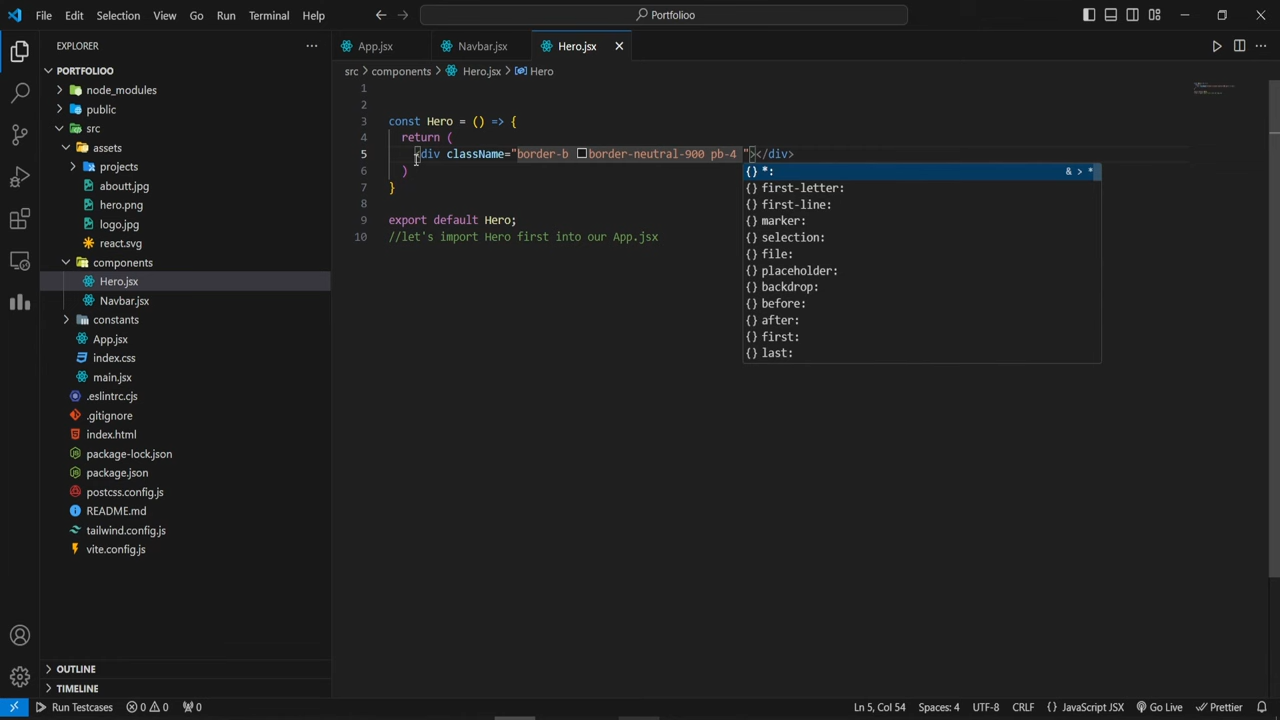 File Edit Selection View Go Run Terminal Help
Portfolioo
EXPLORER
PORTFOLIOO
node_modules
public
src
assets
projects
aboutt.jpg
hero.png
logo.jpg
react.svg
components
Hero.jsx
Navbar.jsx
constants
App.jsx
index.css
main.jsx
.eslintrc.cjs
.gitignore
index.html
package-lock.json
package.json
postcss.config.js
README.md
tailwind.config.js
vite.config.js
OUTLINE
TIMELINE
App.jsx Navbar.jsx Hero.jsx
src > components > Hero.jsx > Hero
1
2
3 const Hero = () => {
4 return (
5 <div className="border-b border-neutral-900 pb-4 "></div>
6 )
7 }
8
9 export default Hero;
10 //let's import Hero first into our App.jsx
{} *: & > *
{} first-letter:
{} first-line:
{} marker:
{} selection:
{} file:
{} placeholder:
{} backdrop:
{} before:
{} after:
{} first:
{} last:
Run Testcases 0 0 0 Ln 5, Col 54 Spaces: 4 UTF-8 CRLF {} JavaScript JSX Go Live Prettier